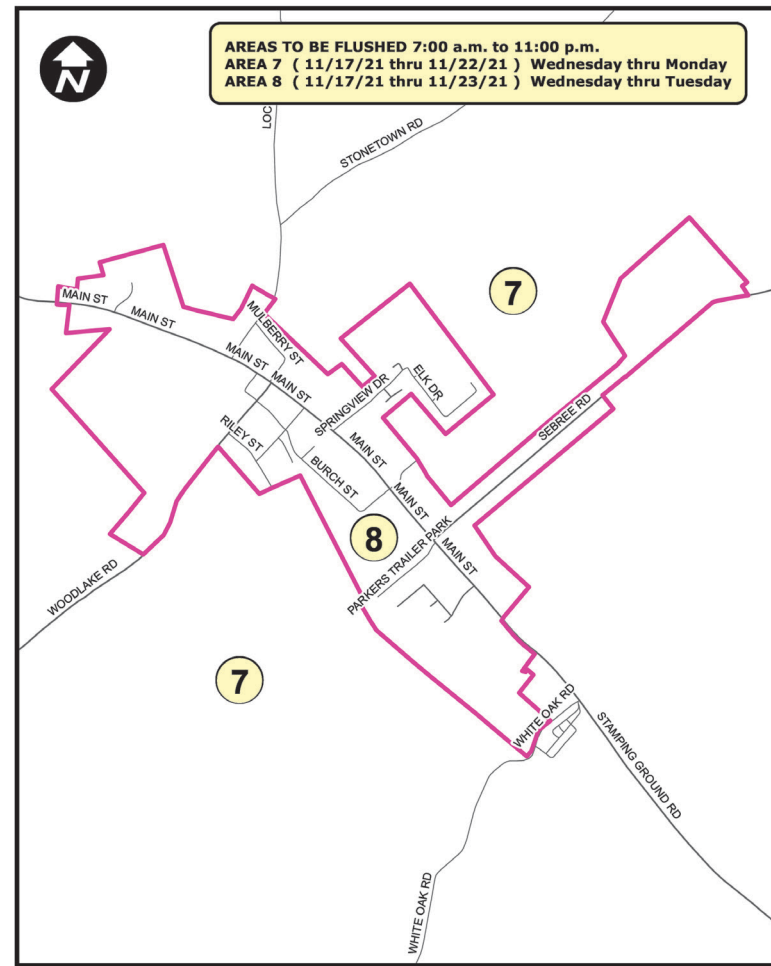 N
AREAS TO BE FLUSHED 7:00 a.m. to 11:00 p.m.
AREA 7 ( 11/17/21 thru 11/22/21 ) Wednesday thru Monday
AREA 8 ( 11/17/21 thru 11/23/21 ) Wednesday thru Tuesday
LOC
STONETOWN RD
7
MAIN ST
MAIN ST
MULBERRY ST
MAIN ST
MAIN ST
SPRINGVIEW DR
ELK DR
SEBREE RD
RILEY ST
BURCH ST
MAIN ST
MAIN ST
8
PARKERS TRAILER PARK
MAIN ST
WOODLAKE RD
7
WHITE OAK RD
STAMPING GROUND RD
WHITE OAK RD